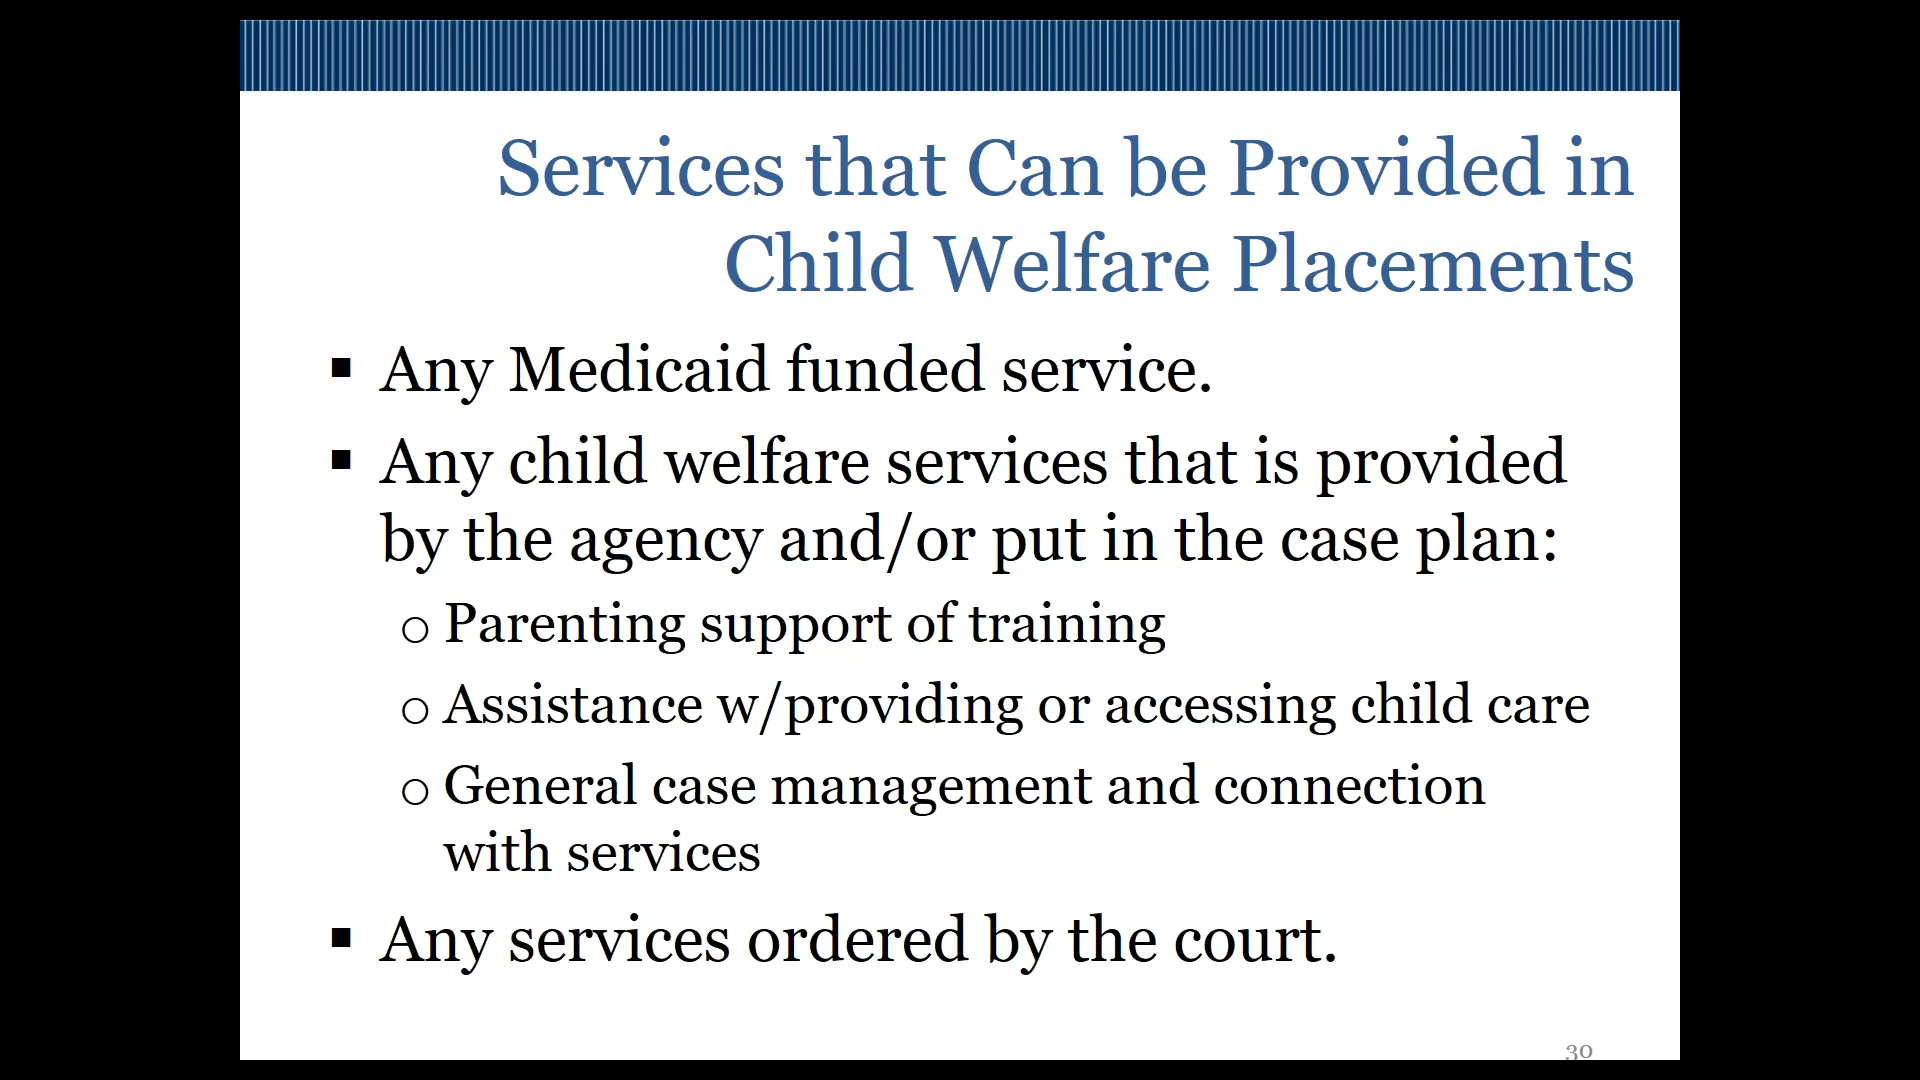 Services that Can be Provided in
Child Welfare Placements
▪ Any Medicaid funded service.
▪ Any child welfare services that is provided
by the agency and/or put in the case plan:
o Parenting support of training
o Assistance w/providing or accessing child care
o General case management and connection
with services
▪ Any services ordered by the court.
30